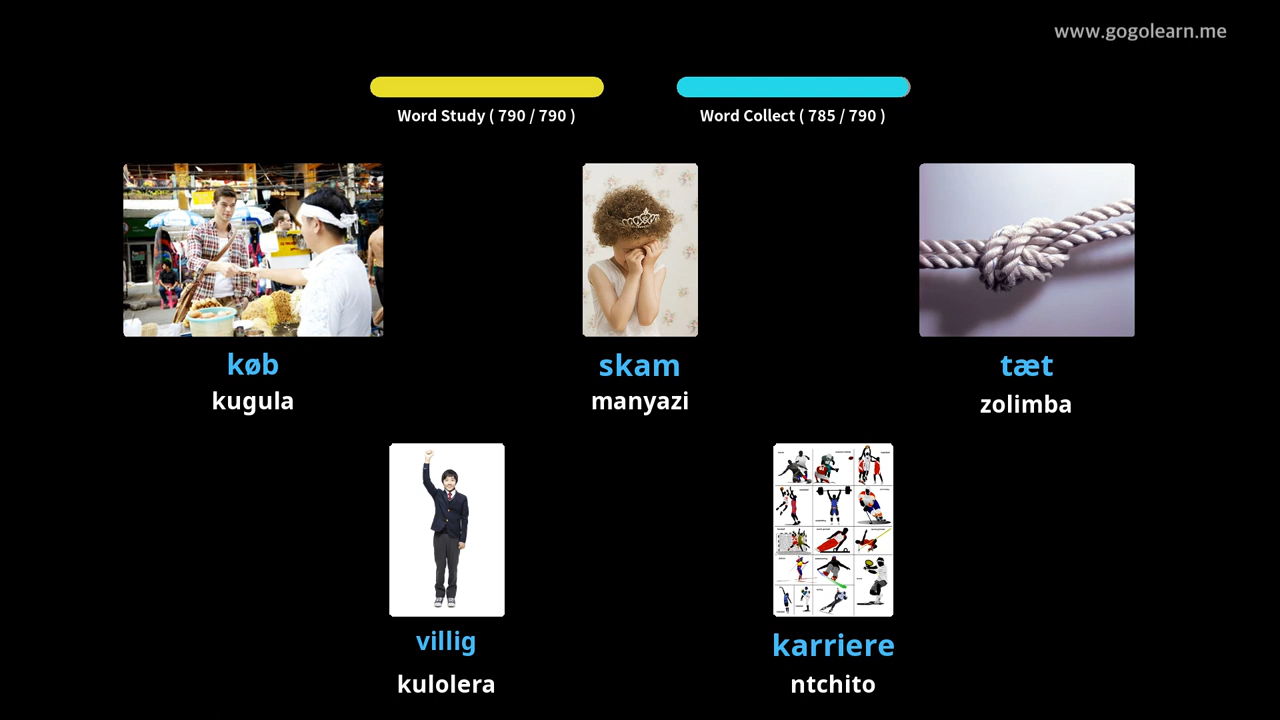 www.gogolearn.me
Word Study ( 790 / 790 )
Word Collect ( 785 / 790 )
køb
kugula
skam
manyazi
tæt
zolimba
villig
kulolera
karriere
ntchito